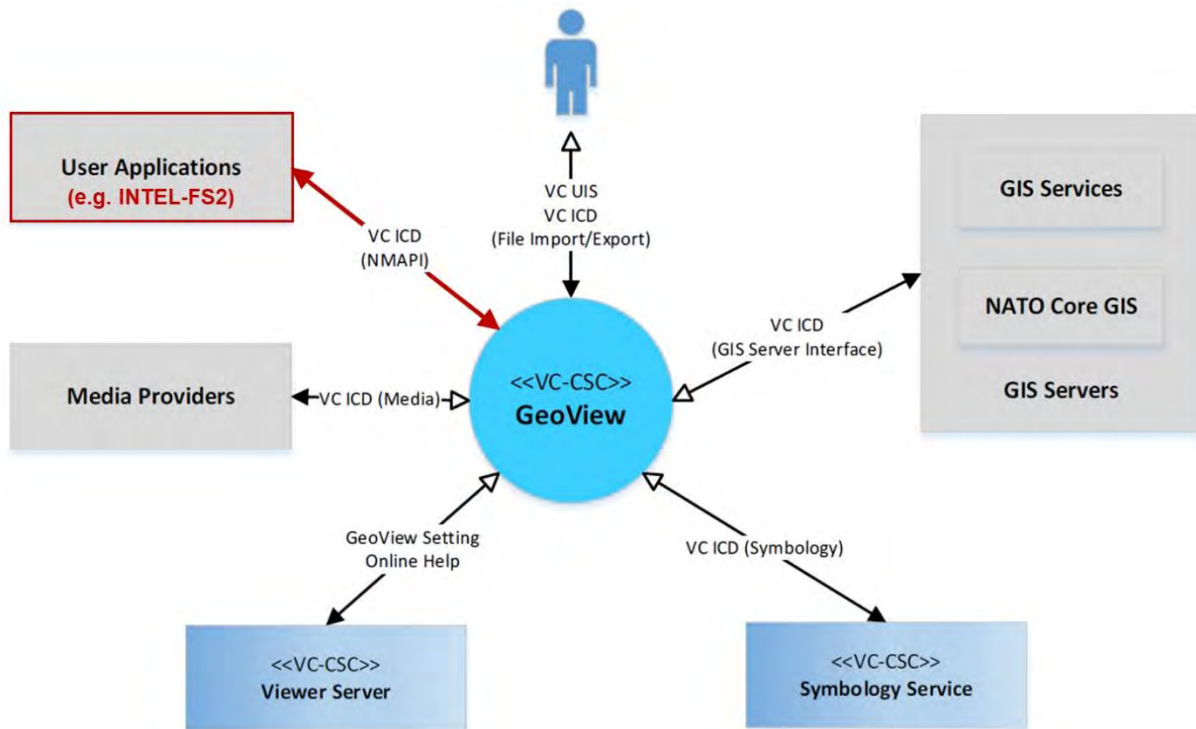 User Applications
(e.g. INTEL-FS2)
VC ICD
(NMAPI)
VC UIS
VC ICD
(File Import/Export)
GIS Services
NATO Core GIS
GIS Servers
VC ICD
(GIS Server Interface)
Media Providers
VC ICD (Media)
<<VC-CSC>>
GeoView
GeoView Setting
Online Help
VC ICD (Symbology)
<<VC-CSC>>
Viewer Server
<<VC-CSC>>
Symbology Service